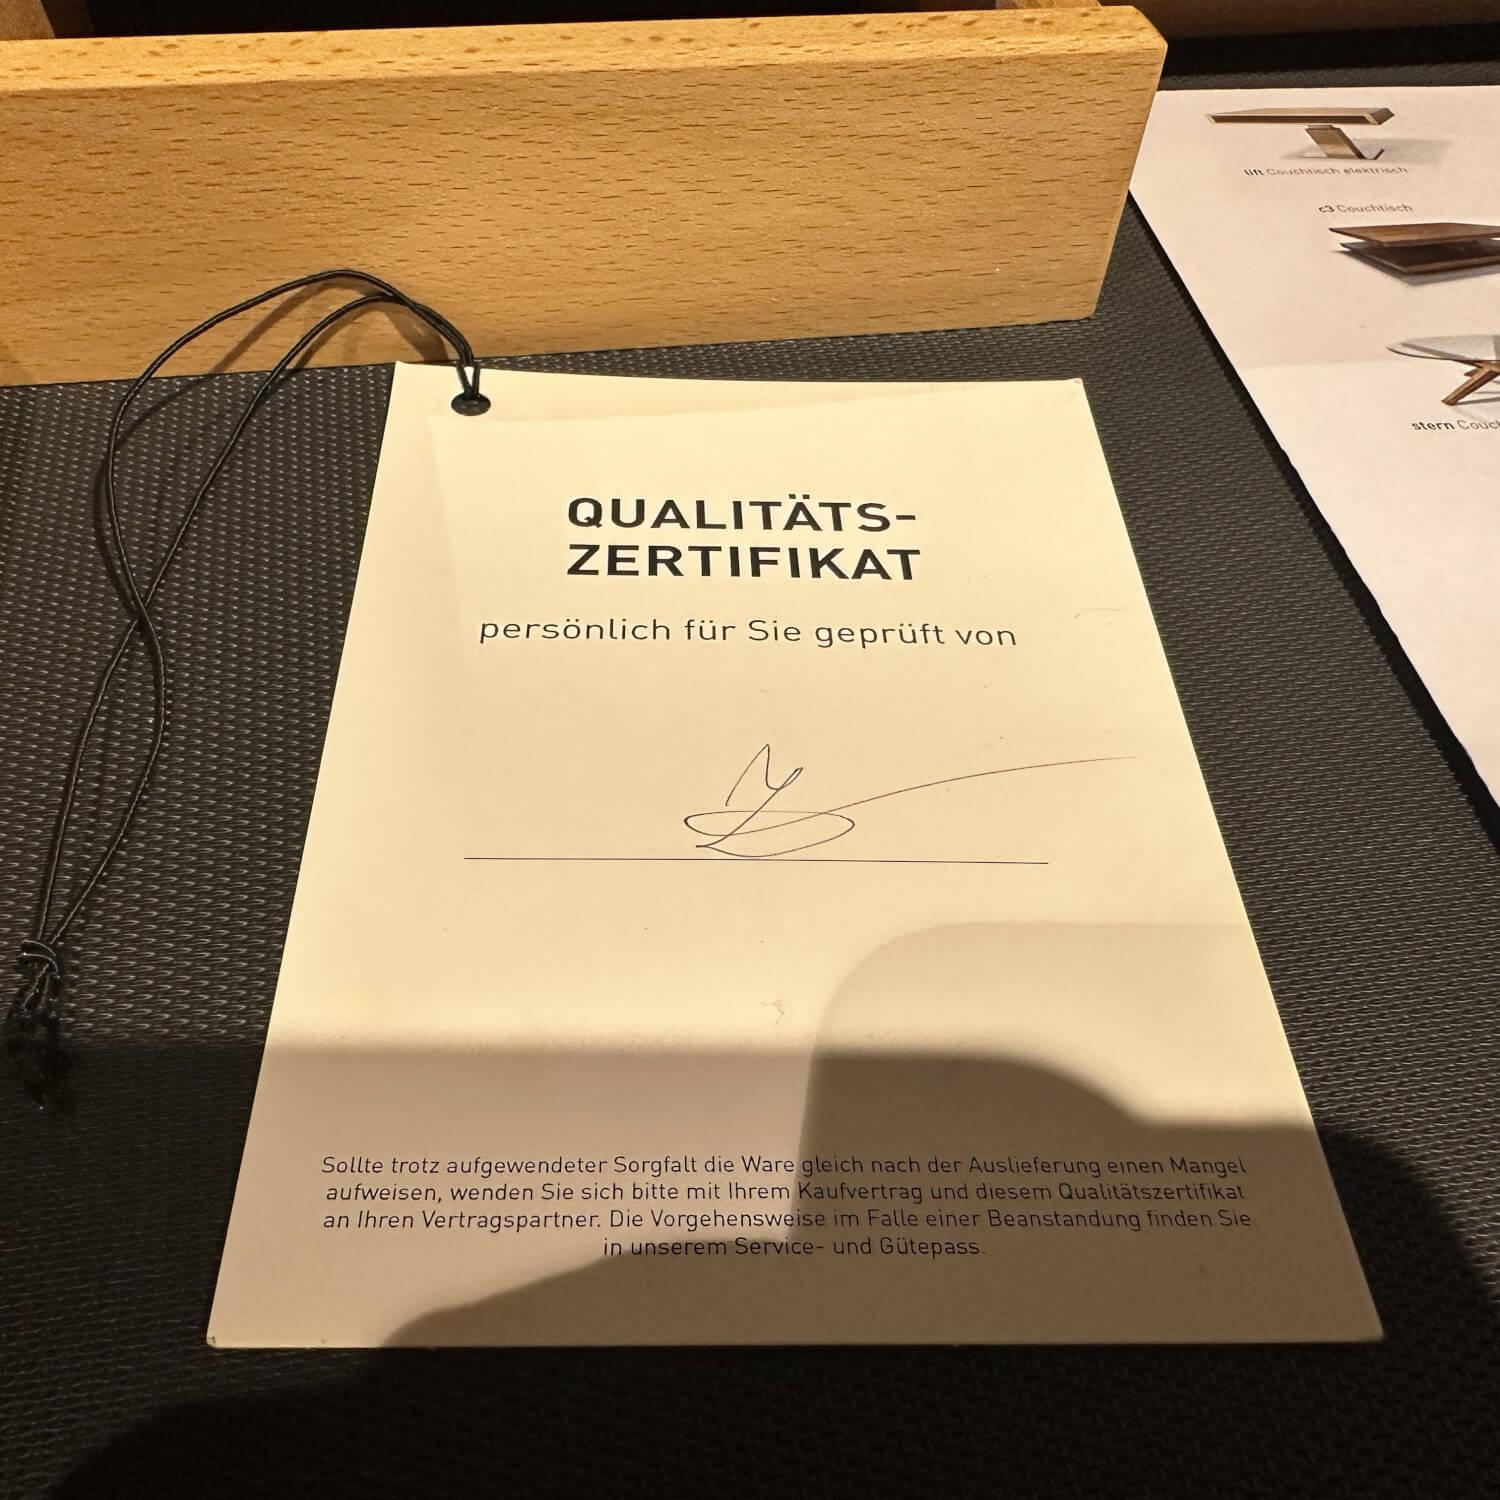 QUALITÄTS-
ZERTIFIKAT
persönlich für Sie geprüft von
Sollte trotz aufgewendeter Sorgfalt die Ware gleich nach der Auslieferung einen Mangel
aufweisen, wenden Sie sich bitte mit Ihrem Kaufvertrag und diesem Qualitätszertifikat
an Ihren Vertragspartner. Die Vorgehensweise im Falle einer Beanstandung finden Sie
in unserem Service- und Gütepass.
lift Couchtisch elektrisch
c3 Couchtisch
stern